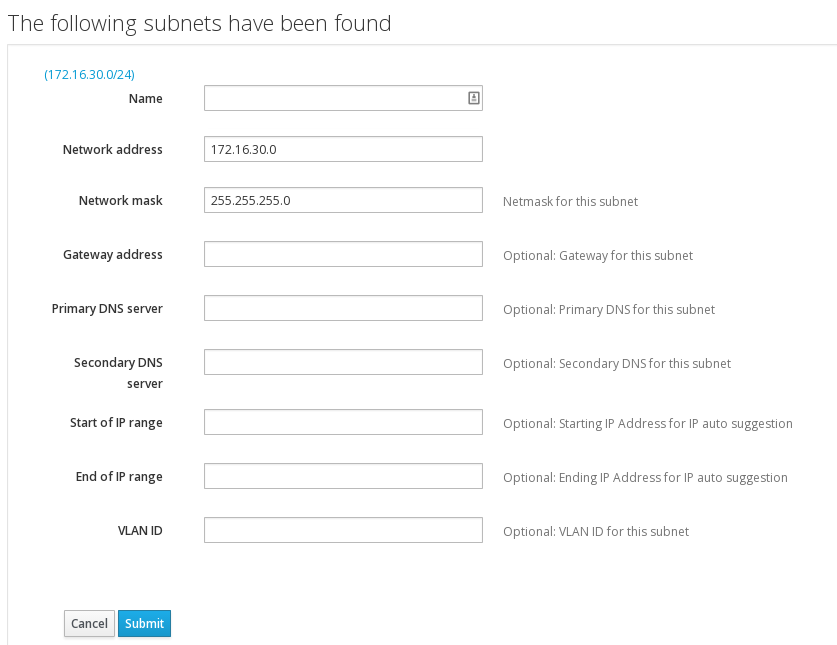 The following subnets have been found
(172.16.30.0/24)
Name
Network address 172.16.30.0
Network mask 255.255.255.0 Netmask for this subnet
Gateway address Optional: Gateway for this subnet
Primary DNS server Optional: Primary DNS for this subnet
Secondary DNS Optional: Secondary DNS for this subnet
server
Start of IP range Optional: Starting IP Address for IP auto suggestion
End of IP range Optional: Ending IP Address for IP auto suggestion
VLAN ID Optional: VLAN ID for this subnet
Cancel Submit